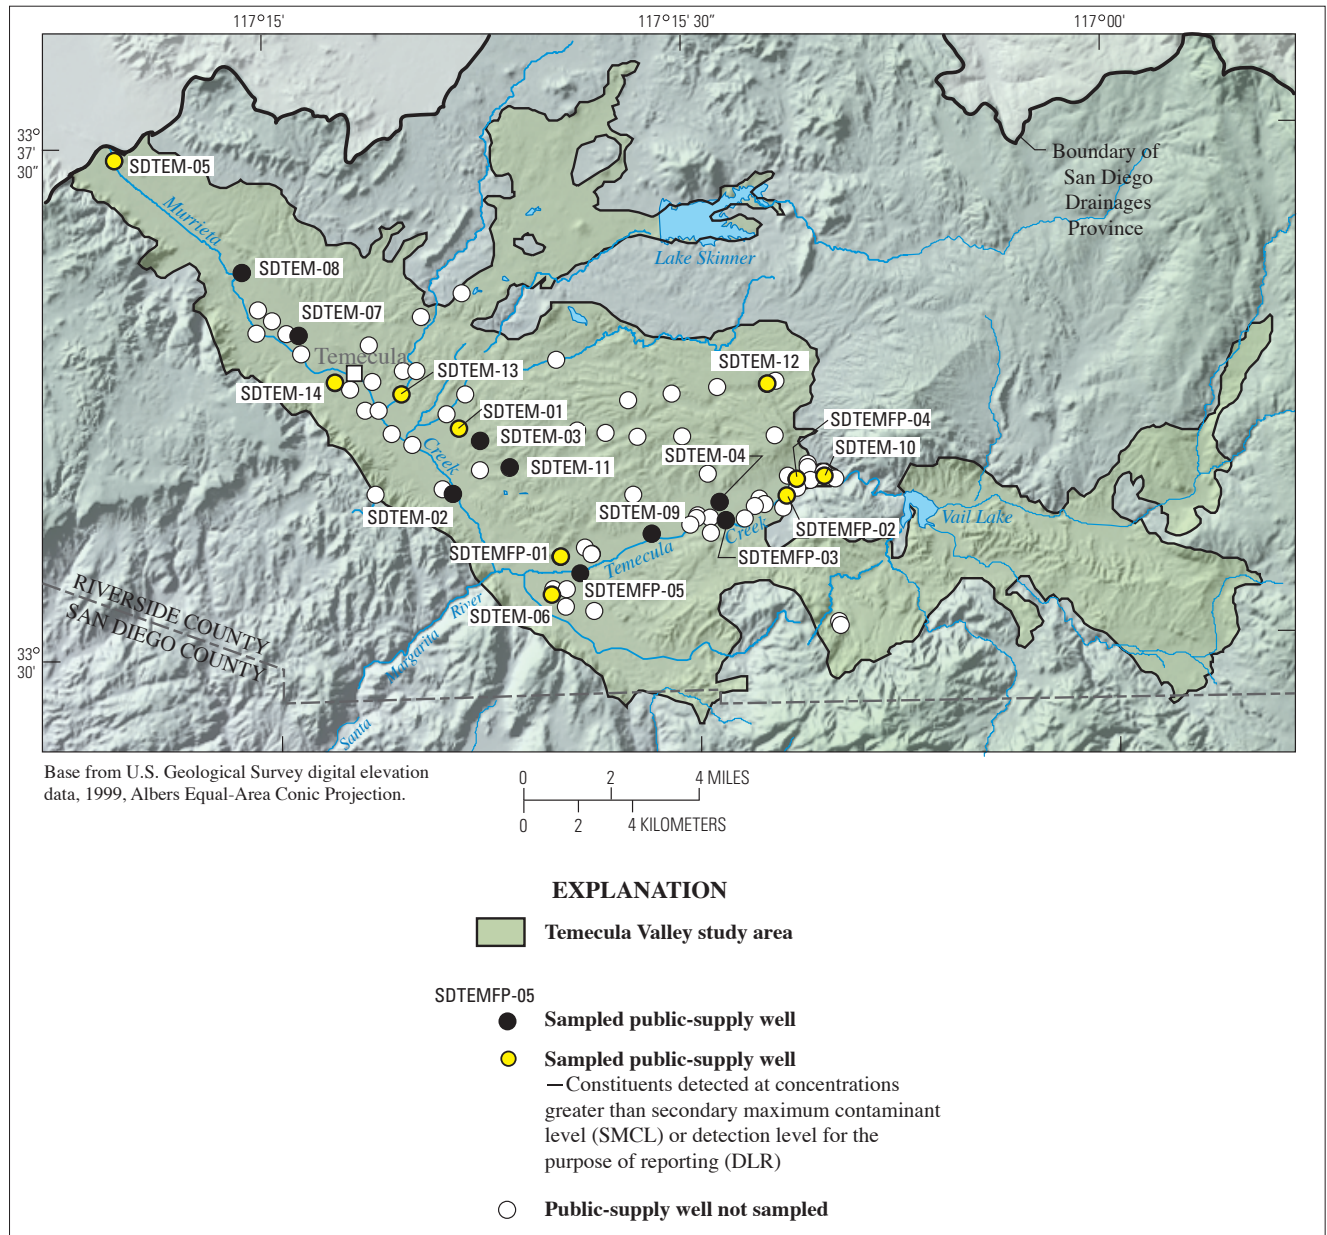 117°15'
117°15' 30"
117°00'
33°
37'
30"
Boundary of
San Diego
Drainages
Province
SDTEM-05
Murrieta
Lake Skinner
SDTEM-08
SDTEM-07
Temecula
SDTEM-13
SDTEM-12
SDTEM-14
SDTEM-01
SDTEMFP-04
SDTEM-03
SDTEM-10
Creek
SDTEM-04
SDTEM-11
SDTEM-02
SDTEM-09
Vail Lake
SDTEMFP-02
Creek
SDTEMFP-01
SDTEMFP-03
Temecula
SDTEMFP-05
RIVERSIDE COUNTY
SAN DIEGO COUNTY
River
SDTEM-06
Margarita
33°
30'
Santa
Base from U.S. Geological Survey digital elevation
data, 1999, Albers Equal-Area Conic Projection.
0 2 4 MILES
0 2 4 KILOMETERS
EXPLANATION
Temecula Valley study area
SDTEMFP-05
Sampled public-supply well
Sampled public-supply well
—Constituents detected at concentrations
greater than secondary maximum contaminant
level (SMCL) or detection level for the
purpose of reporting (DLR)
Public-supply well not sampled